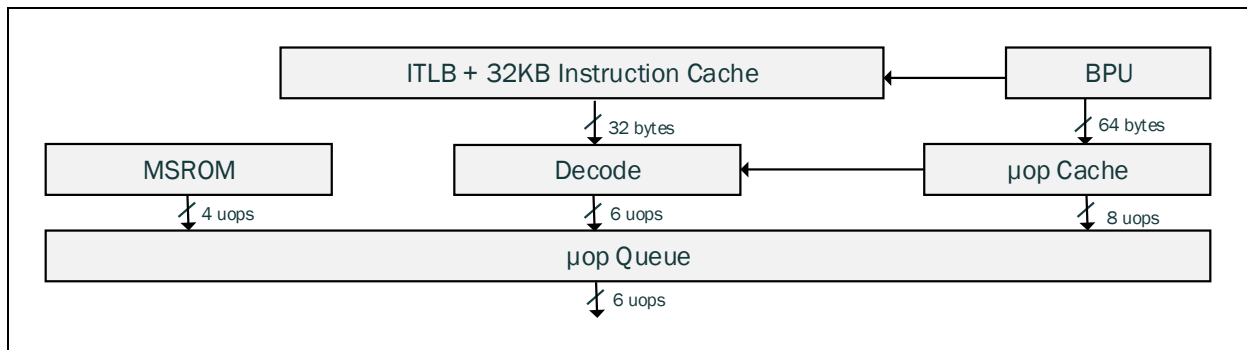 ITLB + 32KB Instruction Cache
BPU
32 bytes
64 bytes
MSROM
Decode
μop Cache
4 uops
6 uops
8 uops
μop Queue
6 uops